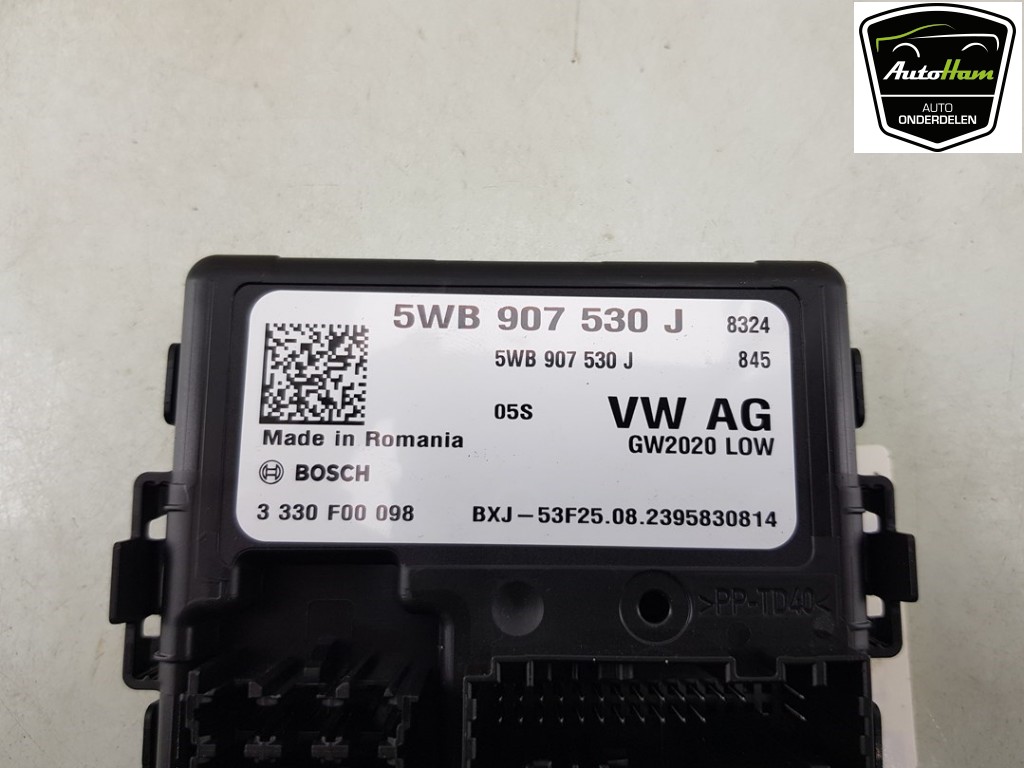 AutoHam
AUTO
ONDERDELEN
5WB 907 530 J 8324
5WB 907 530 J 845
05S VW AG
Made in Romania GW2020 LOW
BOSCH
3 330 F00 098 BXJ-53F25.08.2395830814
>PP-TD40<